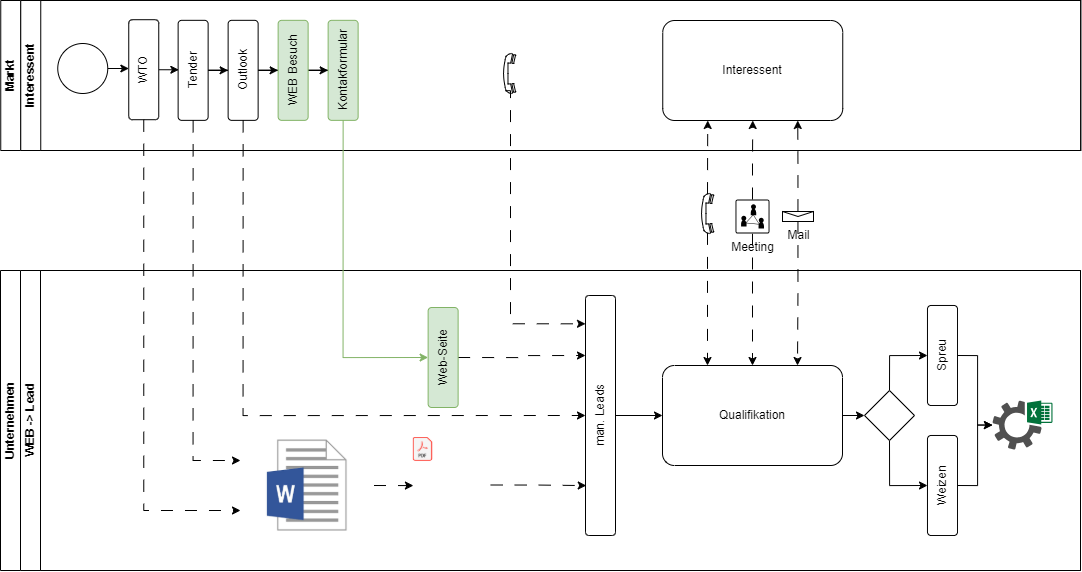 Markt
Interessent
WTO
Tender
Outlook
WEB Besuch
Kontakformular
Interessent
Meeting
Mail
Unternehmen
WEB -> Lead
Web-Seite
man. Leads
Qualifikation
Spreu
Weizen
W
PDF
X